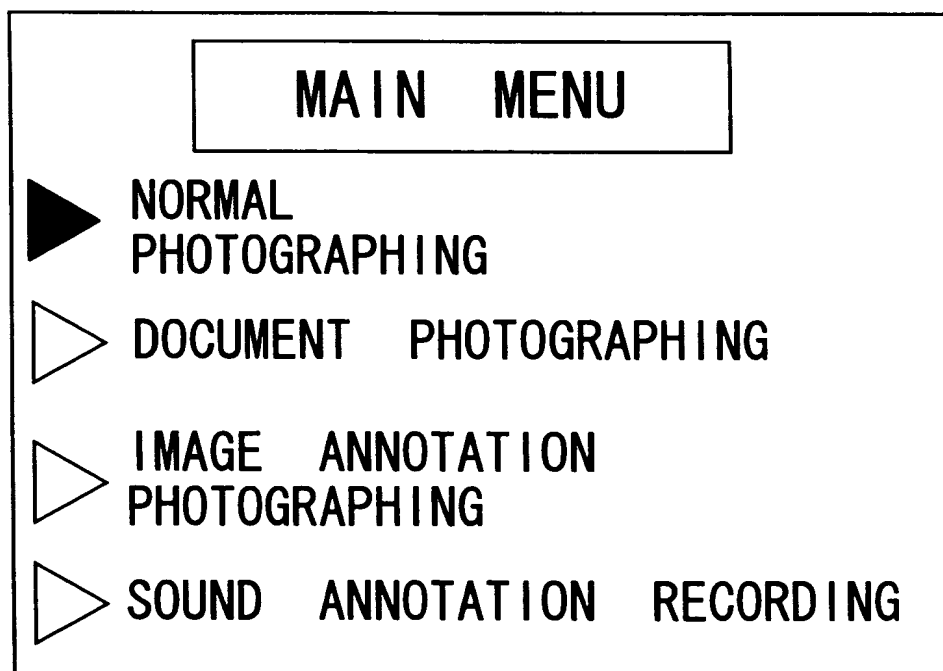 MAIN MENU
NORMAL
PHOTOGRAPHING
DOCUMENT PHOTOGRAPHING
IMAGE ANNOTATION
PHOTOGRAPHING
SOUND ANNOTATION RECORDING